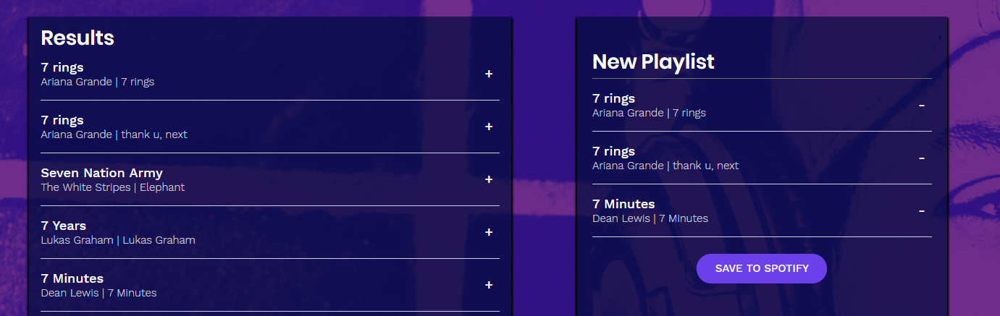 Results
7 rings
Ariana Grande | 7 rings
+
7 rings
Ariana Grande | thank u, next
+
Seven Nation Army
The White Stripes | Elephant
+
7 Years
Lukas Graham | Lukas Graham
+
7 Minutes
Dean Lewis | 7 Minutes
+
New Playlist
7 rings
Ariana Grande | 7 rings
-
7 rings
Ariana Grande | thank u, next
-
7 Minutes
Dean Lewis | 7 Minutes
-
SAVE TO SPOTIFY